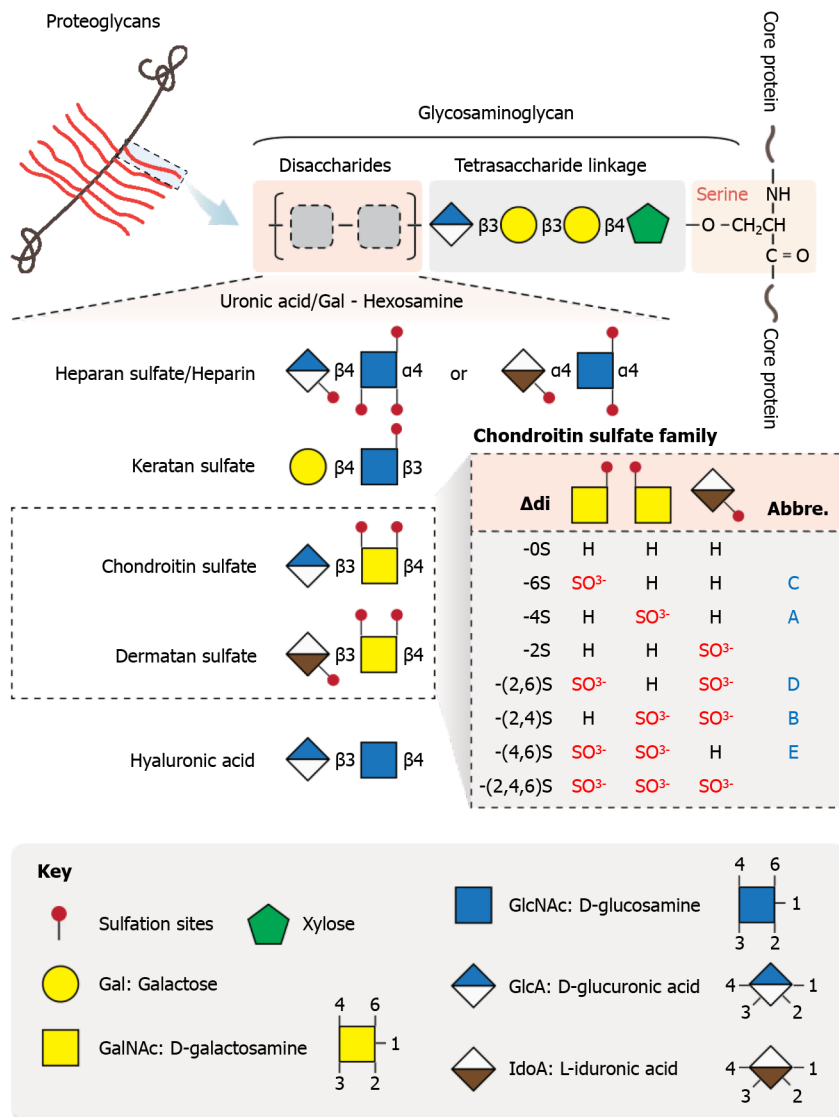 Proteoglycans
Core protein
Glycosaminoglycan
Disaccharides
Tetrasaccharide linkage
Serine NH
β3 β3 β4 O CH₂CH
C = O
Core protein
Uronic acid/Gal - Hexosamine
Heparan sulfate/Heparin β4 α4 or α4 α4
Keratan sulfate β4 β3
Chondroitin sulfate β3 β4
Dermatan sulfate β3 β4
Hyaluronic acid β3 β4
Chondroitin sulfate family
Δdi Abbre.
-0S H H H
-6S SO³⁻ H H C
-4S H SO³⁻ H A
-2S H H SO³⁻
-(2,6)S SO³⁻ H SO³⁻ D
-(2,4)S H SO³⁻ SO³⁻ B
-(4,6)S SO³⁻ SO³⁻ H E
-(2,4,6)S SO³⁻ SO³⁻ SO³⁻
Key
Sulfation sites
Xylose
Gal: Galactose
GalNAc: D-galactosamine
4 6
1
3 2
GlcNAc: D-glucosamine
4 6
1
3 2
GlcA: D-glucuronic acid
4 1
3 2
IdoA: L-iduronic acid
4 1
3 2